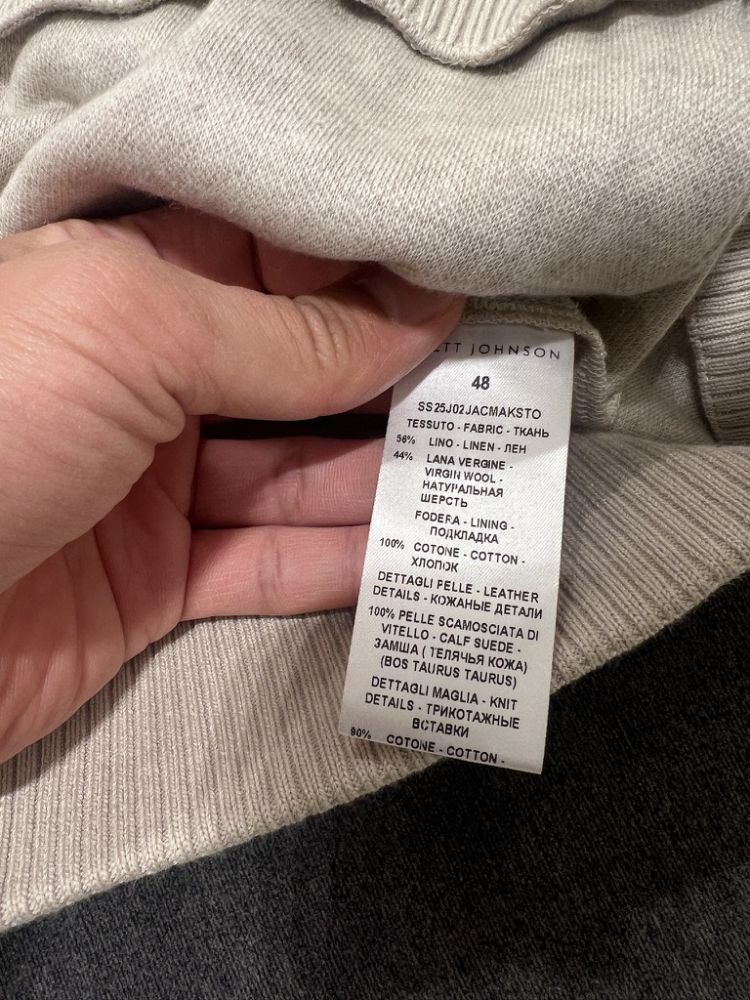 JOHNSON
48
SS25J02JACMAKSTO
TESSUTO - FABRIC - ТКАНЬ
56% LINO - LINEN - ЛЕН
44% LANA VERGINE -
VIRGIN WOOL -
НАТУРАЛЬНАЯ
ШЕРСТЬ
FODERA - LINING -
ПОДКЛАДКА
100% COTONE - COTTON -
ХЛОПОК
DETTAGLI PELLE - LEATHER
DETAILS - КОЖАНЫЕ ДЕТАЛИ
100% PELLE SCAMOSCIATA DI
VITELLO - CALF SUEDE -
ЗАМША ( ТЕЛЯЧЬЯ КОЖА)
(BOS TAURUS TAURUS)
DETTAGLI MAGLIA - KNIT
DETAILS - ТРИКОТАЖНЫЕ
ВСТАВКИ
90% COTONE - COTTON -